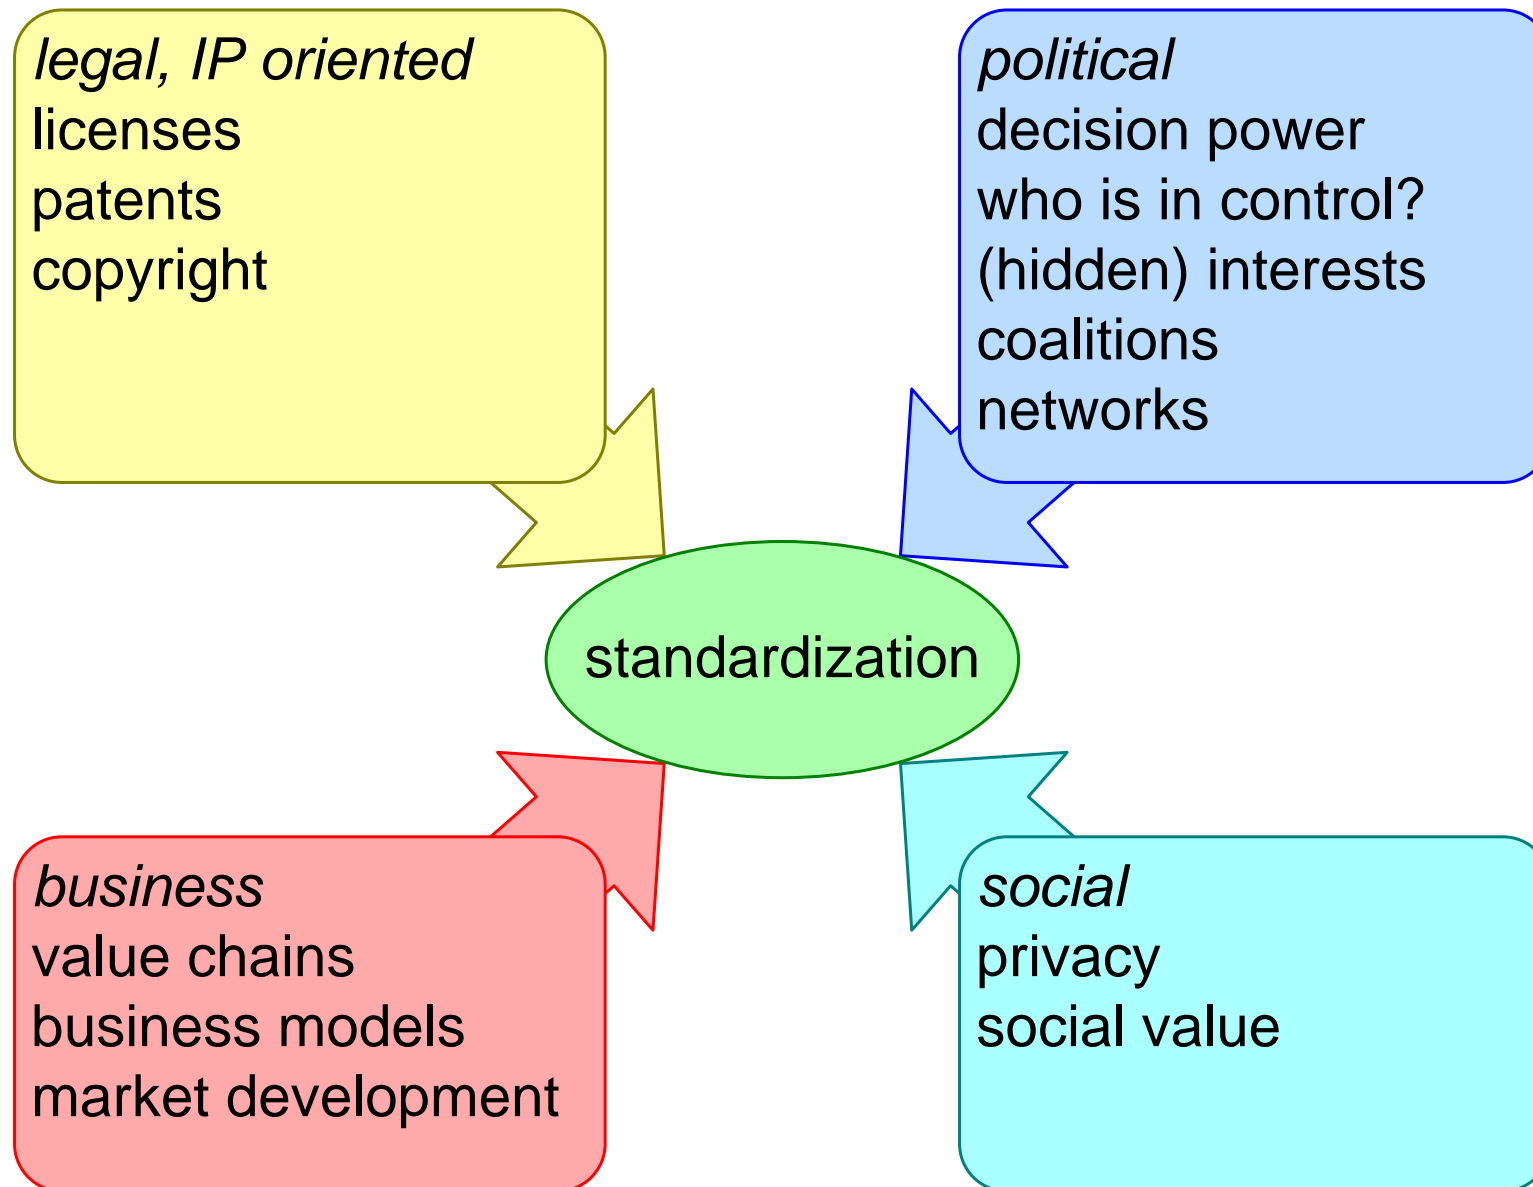 legal, IP oriented
licenses
patents
copyright
political
decision power
who is in control?
(hidden) interests
coalitions
networks
standardization
business
value chains
business models
market development
social
privacy
social value